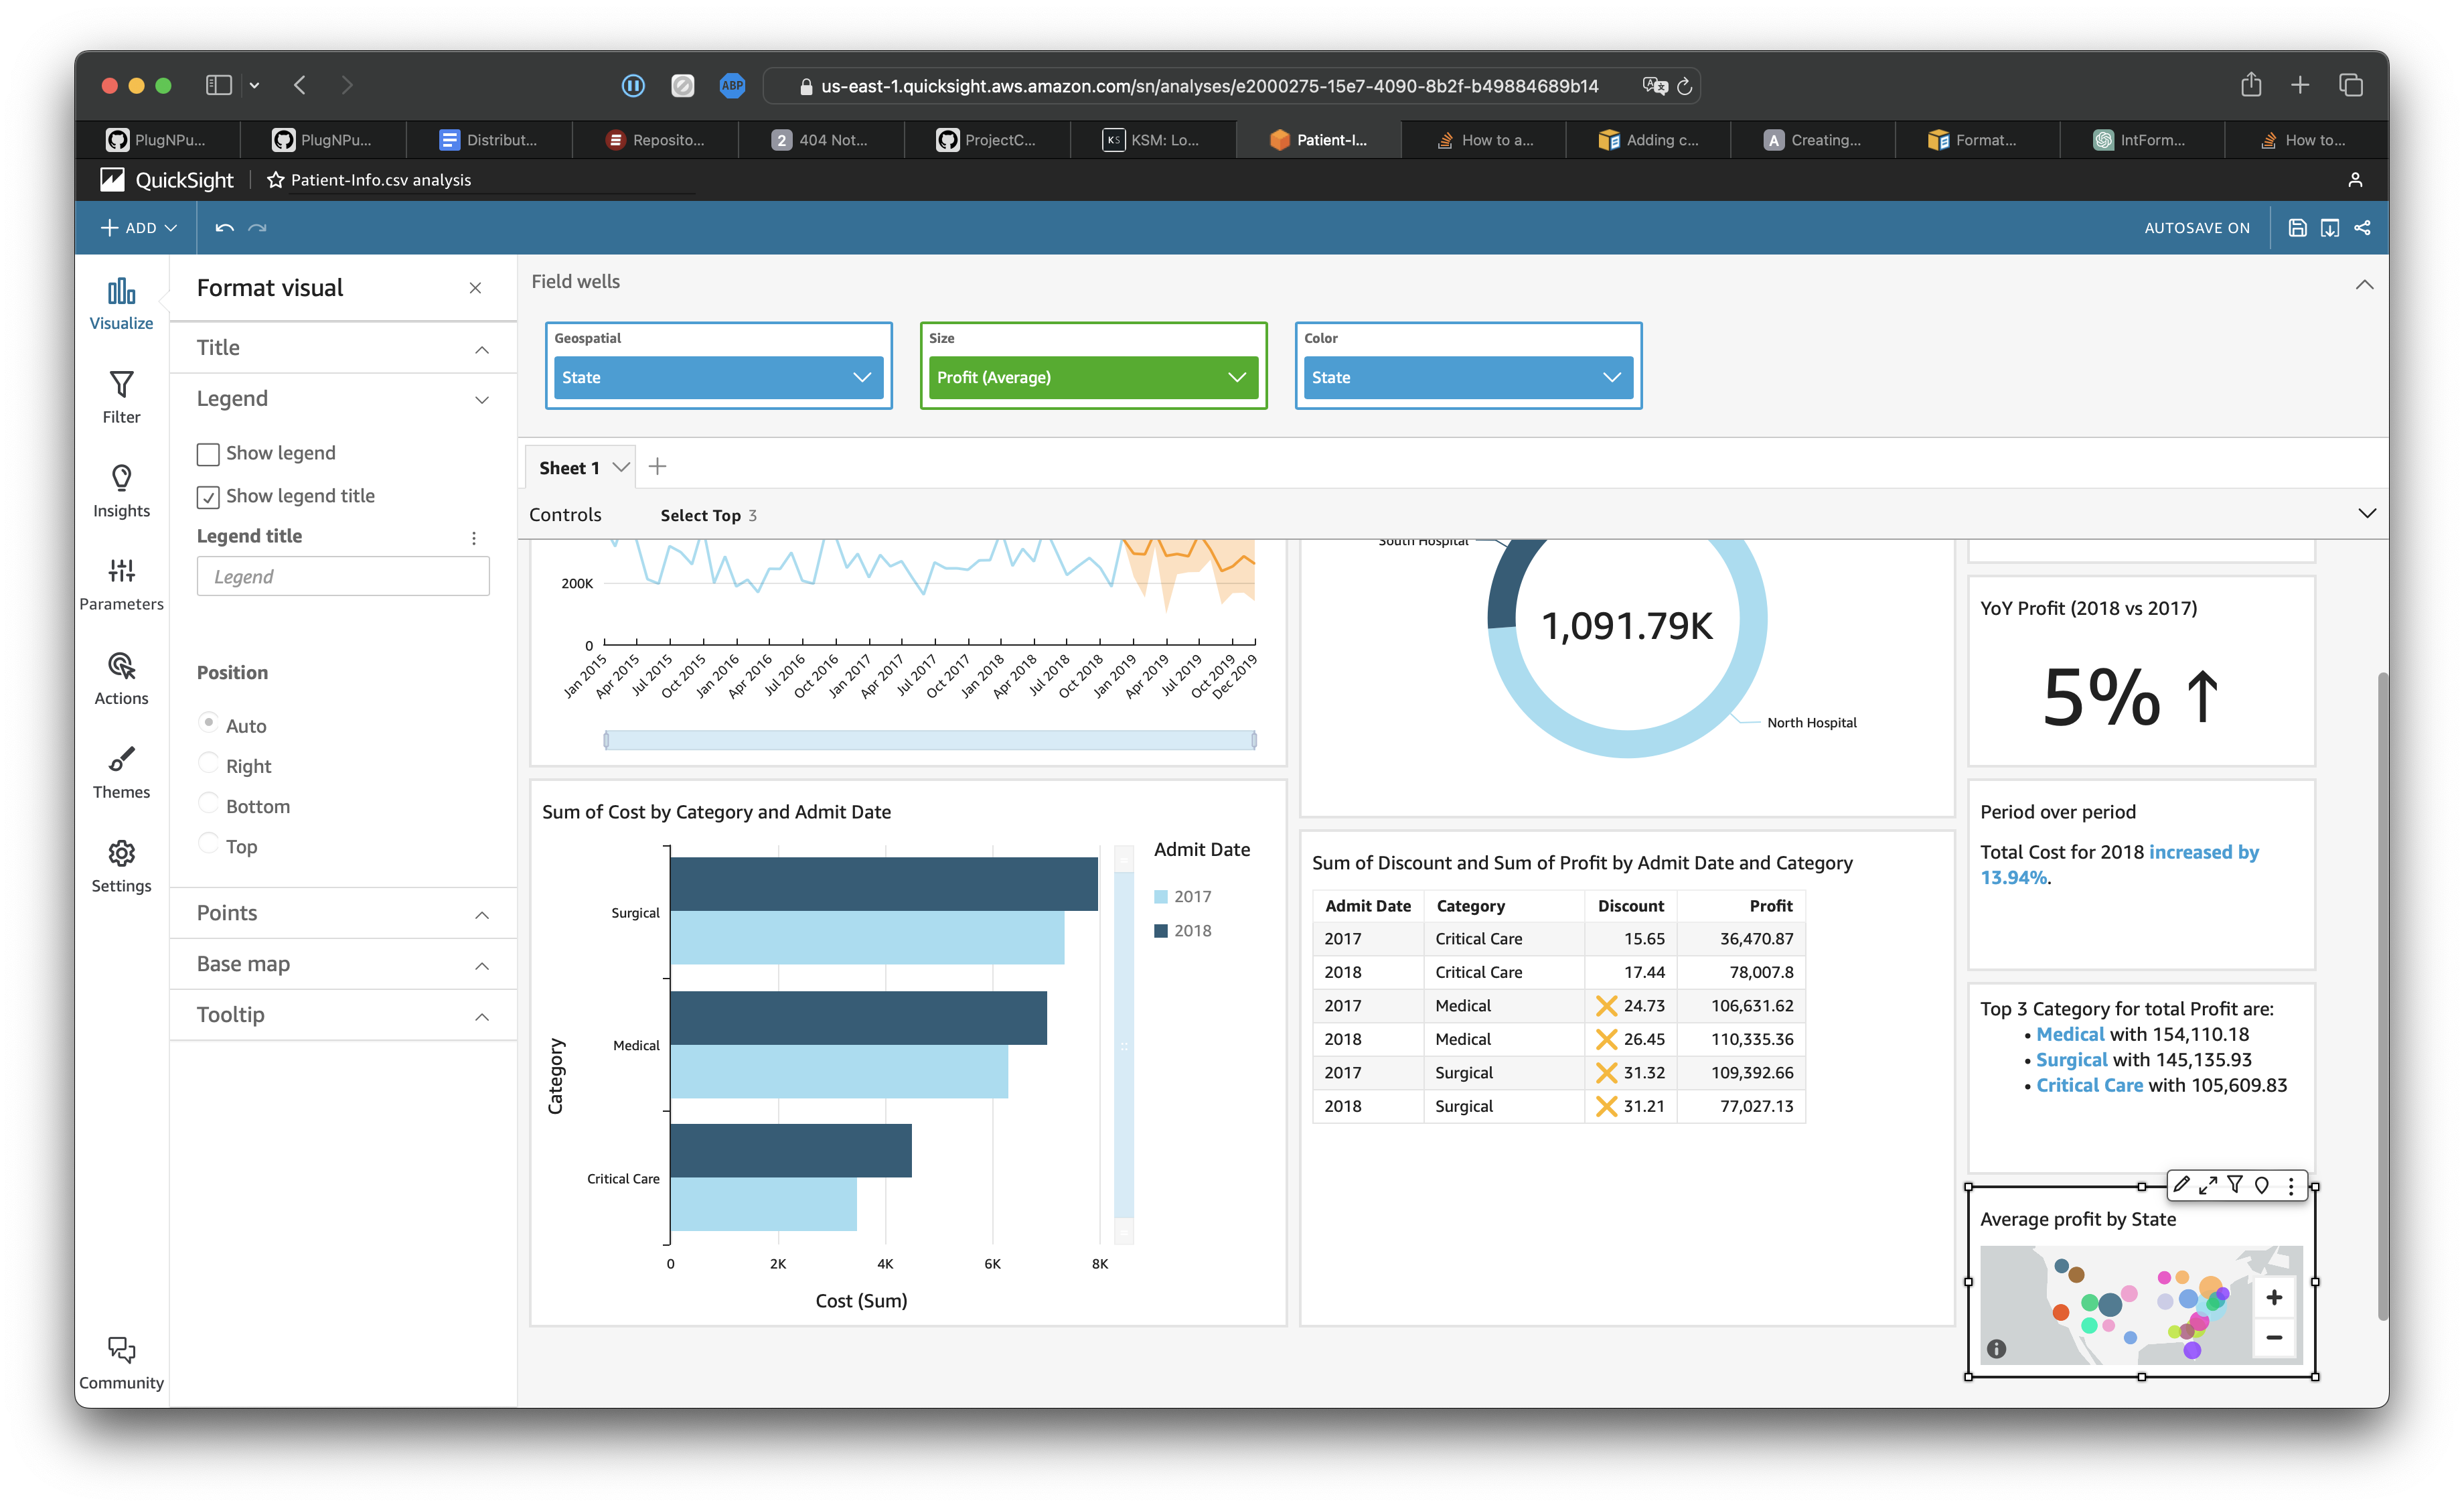 ABP
us-east-1.quicksight.aws.amazon.com/sn/analyses/e2000275-15e7-4090-8b2f-b49884689b14
PlugNPu...
PlugNPu...
Distribut...
Reposito...
2 404 Not...
ProjectC...
KS KSM: Lo...
Patient-I...
How to a...
Adding c...
A Creating...
Format...
IntForm...
How to...
QuickSight
Patient-Info.csv analysis
ADD
AUTOSAVE ON
Visualize
Filter
Insights
Parameters
Actions
Themes
Settings
Community
Format visual
Title
Legend
Show legend
Show legend title
Legend title
Legend
Position
Auto
Right
Bottom
Top
Points
Base map
Tooltip
Field wells
Geospatial
State
Size
Profit (Average)
Color
State
Sheet 1
Controls
Select Top 3
200K
0
Jan 2015
Apr 2015
Jul 2015
Oct 2015
Jan 2016
Apr 2016
Jul 2016
Oct 2016
Jan 2017
Apr 2017
Jul 2017
Oct 2017
Jan 2018
Apr 2018
Jul 2018
Oct 2018
Jan 2019
Apr 2019
Jul 2019
Oct 2019
Dec 2019
South Hospital
1,091.79K
North Hospital
YoY Profit (2018 vs 2017)
5% ↑
Sum of Cost by Category and Admit Date
Category
Surgical
Medical
Critical Care
0
2K
4K
6K
8K
Cost (Sum)
Admit Date
2017
2018
Sum of Discount and Sum of Profit by Admit Date and Category
Admit Date Category Discount Profit
2017 Critical Care 15.65 36,470.87
2018 Critical Care 17.44 78,007.8
2017 Medical 24.73 106,631.62
2018 Medical 26.45 110,335.36
2017 Surgical 31.32 109,392.66
2018 Surgical 31.21 77,027.13
Period over period
Total Cost for 2018 increased by
13.94%.
Top 3 Category for total Profit are:
• Medical with 154,110.18
• Surgical with 145,135.93
• Critical Care with 105,609.83
Average profit by State